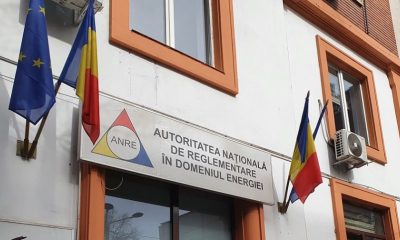 ANRE
AUTORITATEA NAȚIONALĂ
DE REGLEMENTARE
ÎN DOMENIUL ENERGIEI